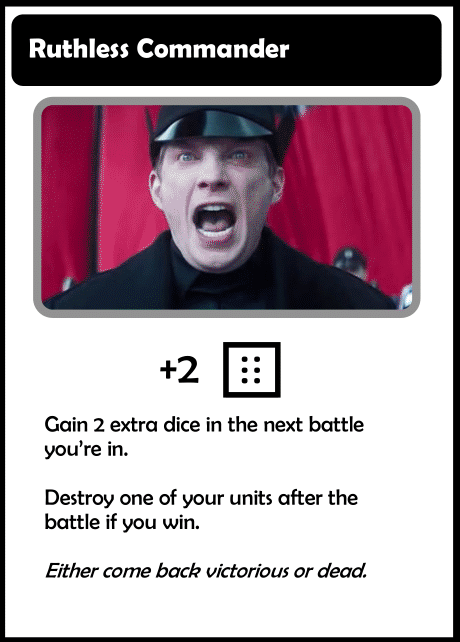 Ruthless Commander
+2
Gain 2 extra dice in the next battle
you're in.
Destroy one of your units after the
battle if you win.
Either come back victorious or dead.